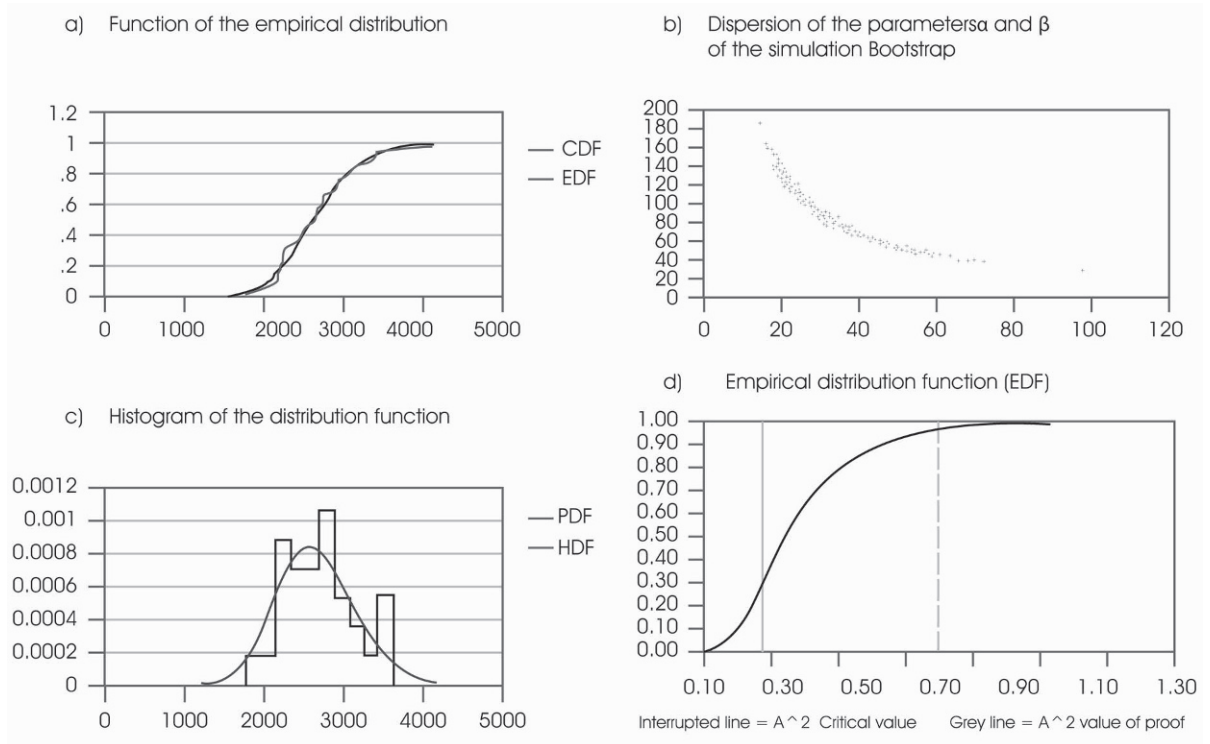 a) Function of the empirical distribution
1.2
1
.8
.6
.4
.2
0
0 1000 2000 3000 4000 5000
CDF
EDF
b) Dispersion of the parametersα and β
of the simulation Bootstrap
200
180
160
140
120
100
80
60
40
20
0
0 20 40 60 80 100 120
c) Histogram of the distribution function
0.0012
0.001
0.0008
0.0006
0.0004
0.0002
0
0 1000 2000 3000 4000 5000
PDF
HDF
d) Empirical distribution function (EDF)
1.00
0.90
0.80
0.70
0.60
0.50
0.40
0.30
0.20
0.10
0.00
0.10 0.30 0.50 0.70 0.90 1.10 1.30
Interrupted line = A^2 Critical value Grey line = A^2 value of proof